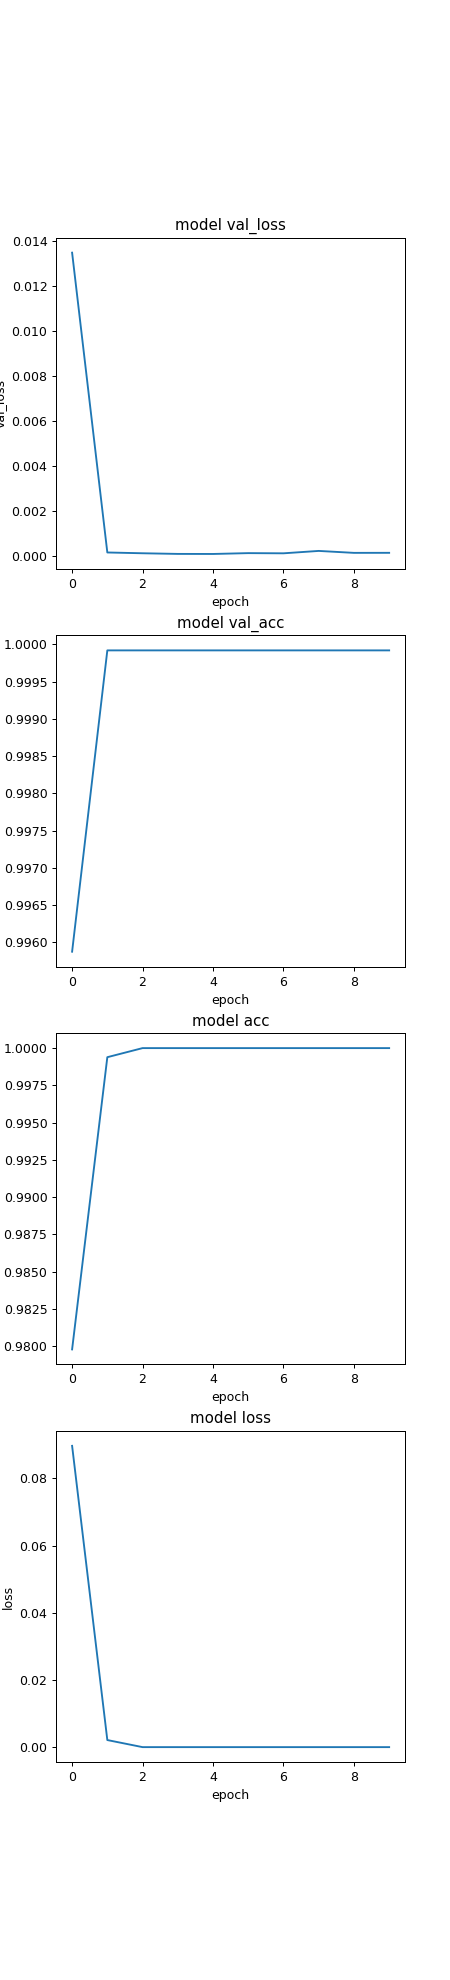 model val_loss
0.014
0.012
0.010
0.008
0.006
0.004
0.002
0.000
val_loss
0 2 4 6 8
epoch
model val_acc
1.0000
0.9995
0.9990
0.9985
0.9980
0.9975
0.9970
0.9965
0.9960
0 2 4 6 8
epoch
model acc
1.0000
0.9975
0.9950
0.9925
0.9900
0.9875
0.9850
0.9825
0.9800
0 2 4 6 8
epoch
model loss
0.08
0.06
0.04
0.02
0.00
loss
0 2 4 6 8
epoch